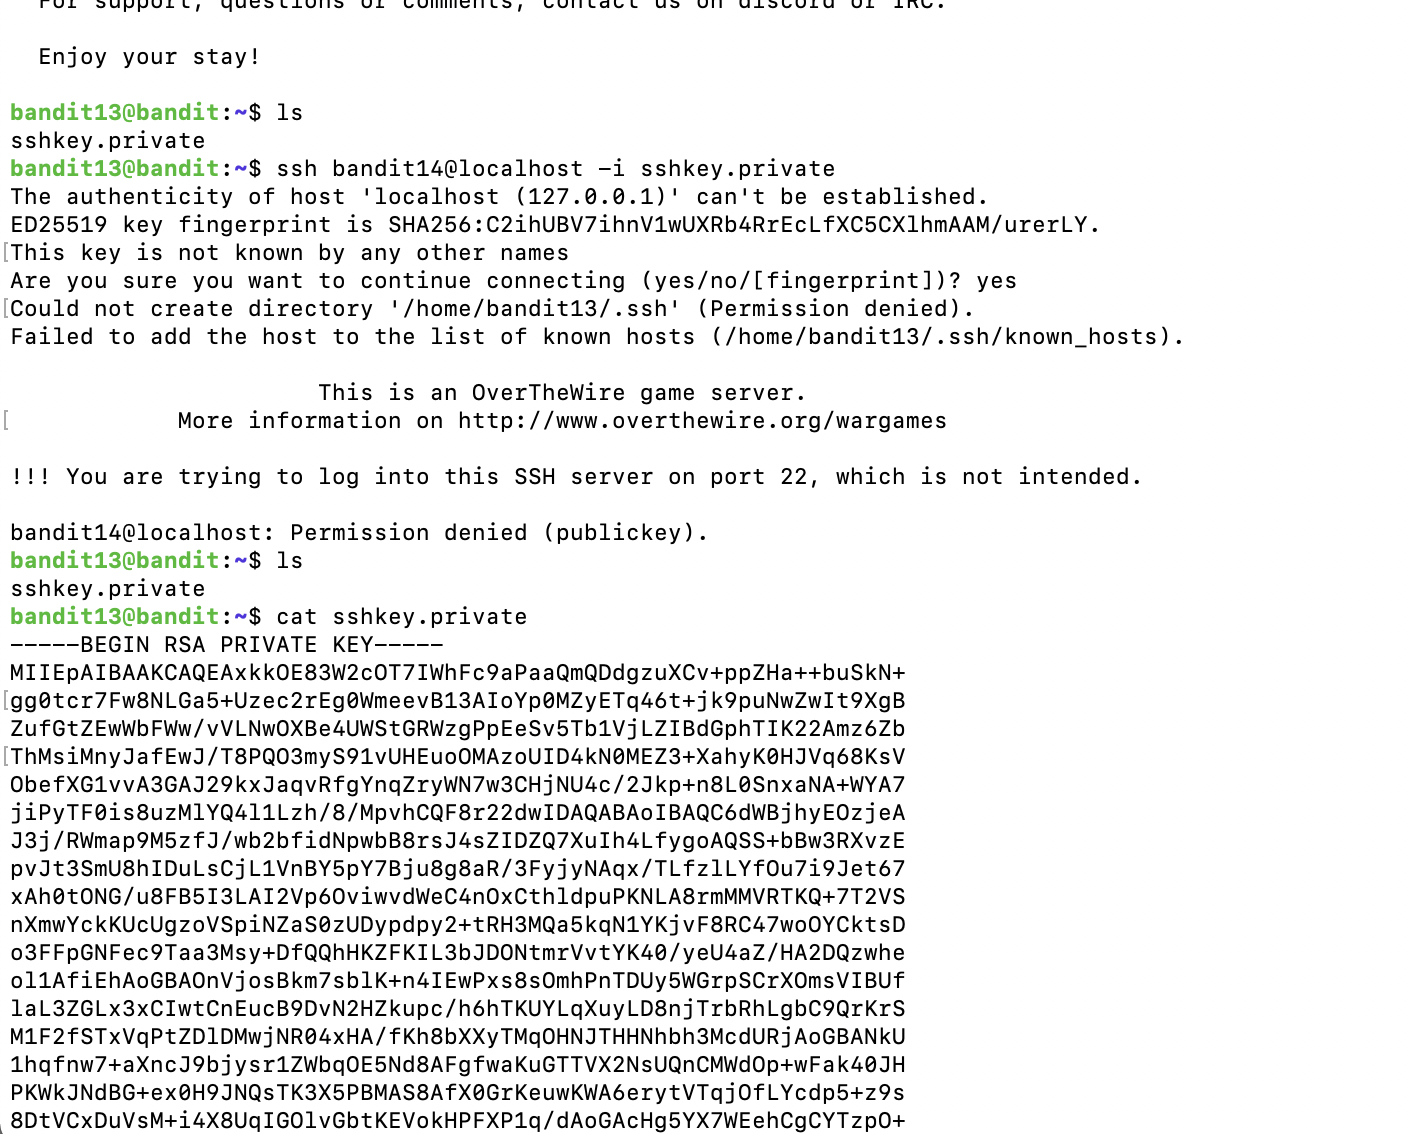 For support, questions or comments, contact us on discord or IRC.
Enjoy your stay!
bandit13@bandit:~$ ls
sshkey.private
bandit13@bandit:~$ ssh bandit14@localhost -i sshkey.private
The authenticity of host 'localhost (127.0.0.1)' can't be established.
ED25519 key fingerprint is SHA256:C2ihUBV7ihnV1wUXRb4RrEcLfXC5CXlhmAAM/urerLY.
[This key is not known by any other names
Are you sure you want to continue connecting (yes/no/[fingerprint])? yes
[Could not create directory '/home/bandit13/.ssh' (Permission denied).
Failed to add the host to the list of known hosts (/home/bandit13/.ssh/known_hosts).
This is an OverTheWire game server.
[ More information on http://www.overthewire.org/wargames
!!! You are trying to log into this SSH server on port 22, which is not intended.
bandit14@localhost: Permission denied (publickey).
bandit13@bandit:~$ ls
sshkey.private
bandit13@bandit:~$ cat sshkey.private
-----BEGIN RSA PRIVATE KEY-----
MIIEpAIBAAKCAQEAxkkOE83W2cOT7IWhFc9aPaaQmQDdgzuXCv+ppZHa++buSkN+
[gg0tcr7Fw8NLGa5+Uzec2rEg0WmeevB13AIoYp0MZyETq46t+jk9puNwZwIt9XgB
ZufGtZEwWbFWw/vVLNwOXBe4UWStGRWzgPpEeSv5Tb1VjLZIBdGphTIK22Amz6Zb
[ThMsiMnyJafEwJ/T8PQO3myS91vUHEuoOMAzoUID4kN0MEZ3+XahyK0HJVq68KsV
ObefXG1vvA3GAJ29kxJaqvRfgYnqZryWN7w3CHjNU4c/2Jkp+n8L0SnxaNA+WYA7
jiPyTF0is8uzMlYQ4l1Lzh/8/MpvhCQF8r22dwIDAQABAoIBAQC6dWBjhyEOzjeA
J3j/RWmap9M5zfJ/wb2bfidNpwbB8rsJ4sZIDZQ7XuIh4LfygoAQSS+bBw3RXvzE
pvJt3SmU8hIDuLsCjL1VnBY5pY7Bju8g8aR/3FyjyNAqx/TLfzlLYfOu7i9Jet67
xAh0tONG/u8FB5I3LAI2Vp6OviwvdWeC4nOxCthldpuPKNLA8rmMMVRTKQ+7T2VS
nXmwYckKUcUgzoVSpiNZaS0zUDypdpy2+tRH3MQa5kqN1YKjvF8RC47woOYCktsD
o3FFpGNFec9Taa3Msy+DfQQhHKZFKIL3bJDONtmrVvtYK40/yeU4aZ/HA2DQzwhe
ol1AfiEhAoGBAOnVjosBkm7sblK+n4IEwPxs8sOmhPnTDUy5WGrpSCrXOmsVIBUf
laL3ZGLx3xCIwtCnEucB9DvN2HZkupc/h6hTKUYLqXuyLD8njTrbRhLgbC9QrKrS
M1F2fSTxVqPtZDlDMwjNR04xHA/fKh8bXXyTMqOHNJTHHNhbh3McdURjAoGBANkU
1hqfnw7+aXncJ9bjysr1ZWbqOE5Nd8AFgfwaKuGTTVX2NsUQnCMWdOp+wFak40JH
PKWkJNdBG+ex0H9JNQsTK3X5PBMAS8AfX0GrKeuwKWA6erytVTqjOfLYcdp5+z9s
8DtVCxDuVsM+i4X8UqIGOlvGbtKEVokHPFXP1q/dAoGAcHg5YX7WEehCgCYTzpO+